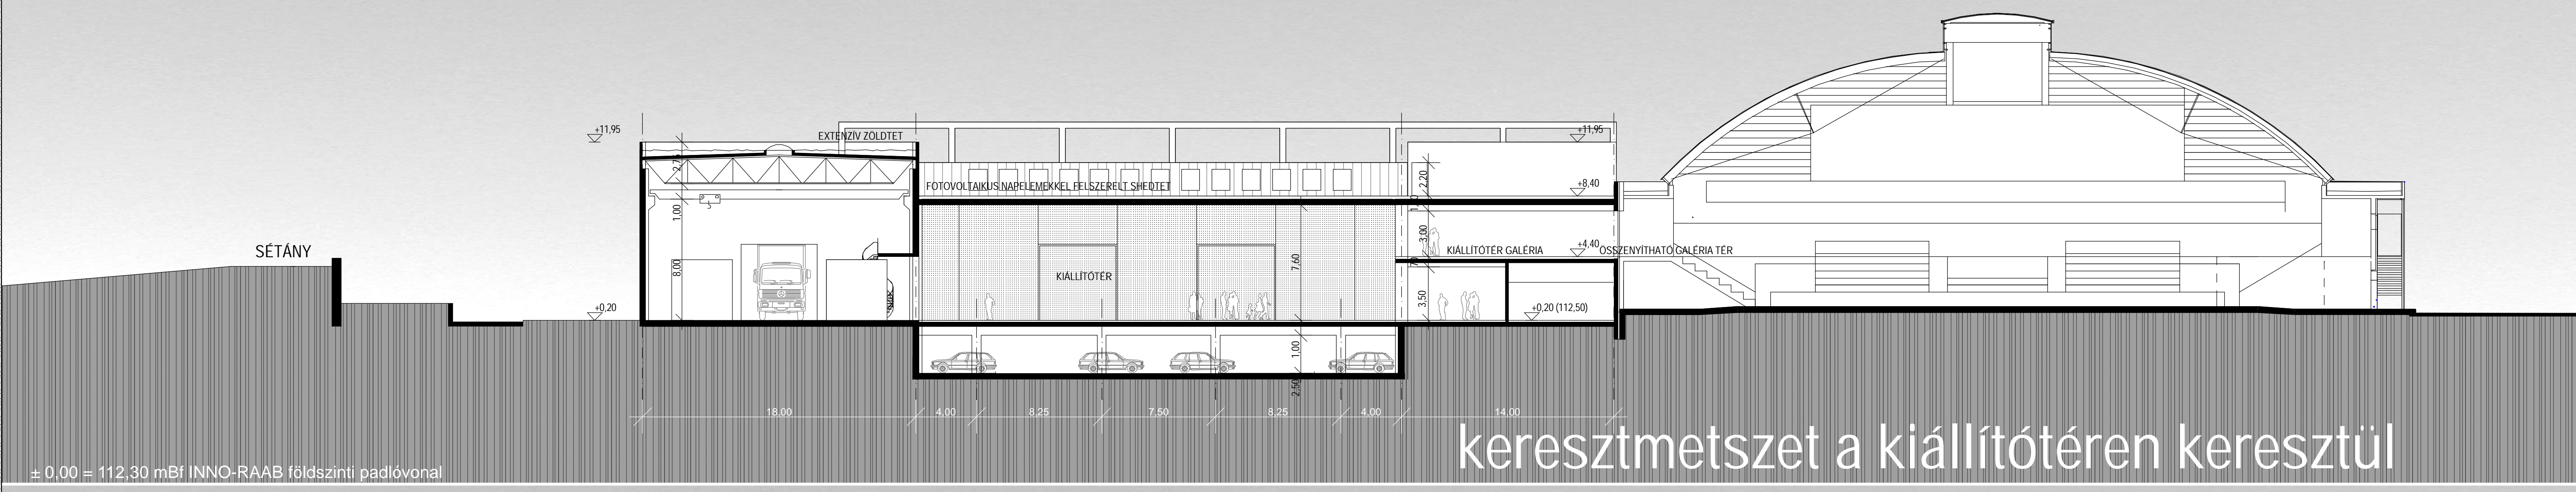 +11,95
EXTENZÍV ZÖLDTET
+11,95
2,20
FOTOVOLTAIKUS NAPELEMEKKEL FELSZERELT SHEDTET
+8,40
1,00
3,00
SÉTÁNY
+4,40
KIÁLLÍTÓTÉR GALÉRIA
ÖSSZENYÍTHATÓ GALÉRIA TÉR
8,00
7,60
KIÁLLÍTÓTÉR
3,50
+0,20
+0,20 (112,50)
1,00
2,50
18,00
4,00
8,25
7,50
8,25
4,00
14,00
keresztmetszet a kiállítótéren keresztül
± 0,00 = 112,30 mBf INNO-RAAB földszinti padlóvonal